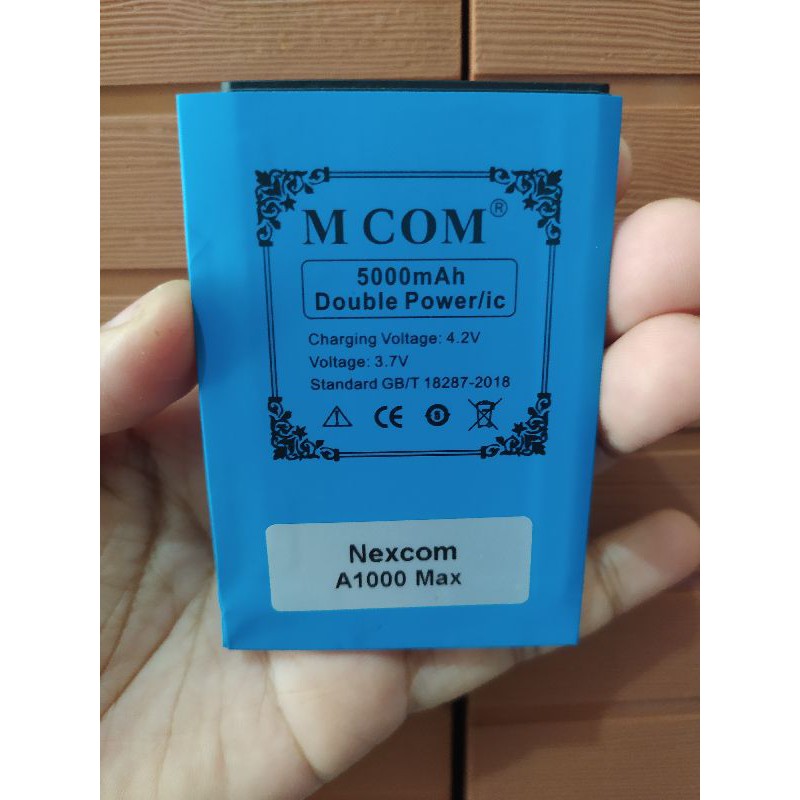 M COM®
5000mAh
Double Power/ic
Charging Voltage: 4.2V
Voltage: 3.7V
Standard GB/T 18287-2018
CE
Nexcom
A1000 Max